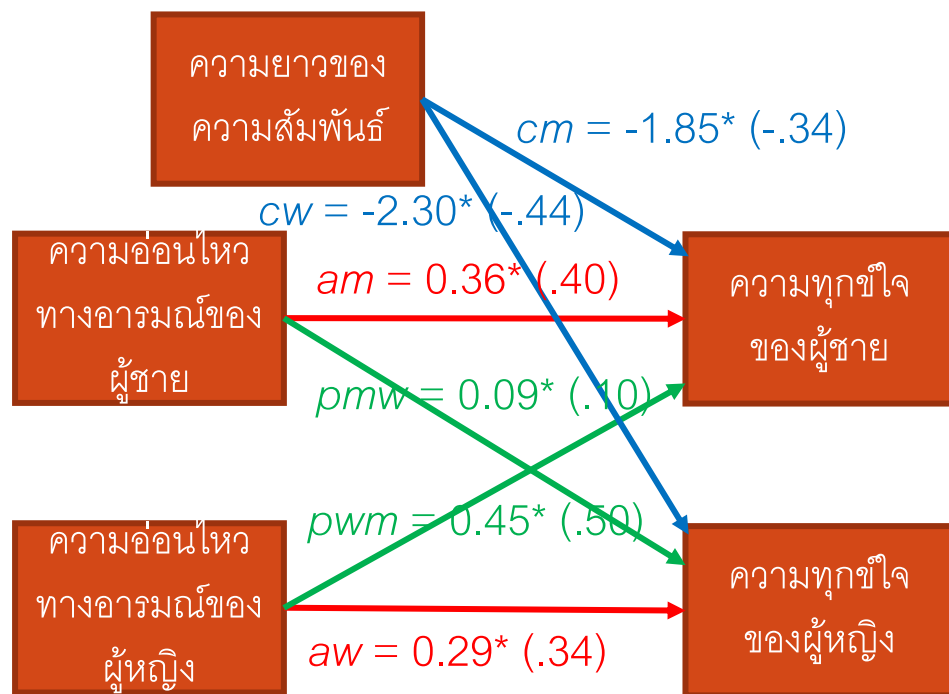 ความยาวของ
ความสัมพันธ์
cm = -1.85* (-.34)
cw = -2.30* (-.44)
ความอ่อนไหว
ทางอารมณ์ของ
ผู้ชาย
am = 0.36* (.40)
ความทุกข์ใจ
ของผู้ชาย
pmw = 0.09* (.10)
pwm = 0.45* (.50)
ความอ่อนไหว
ทางอารมณ์ของ
ผู้หญิง
ความทุกข์ใจ
ของผู้หญิง
aw = 0.29* (.34)